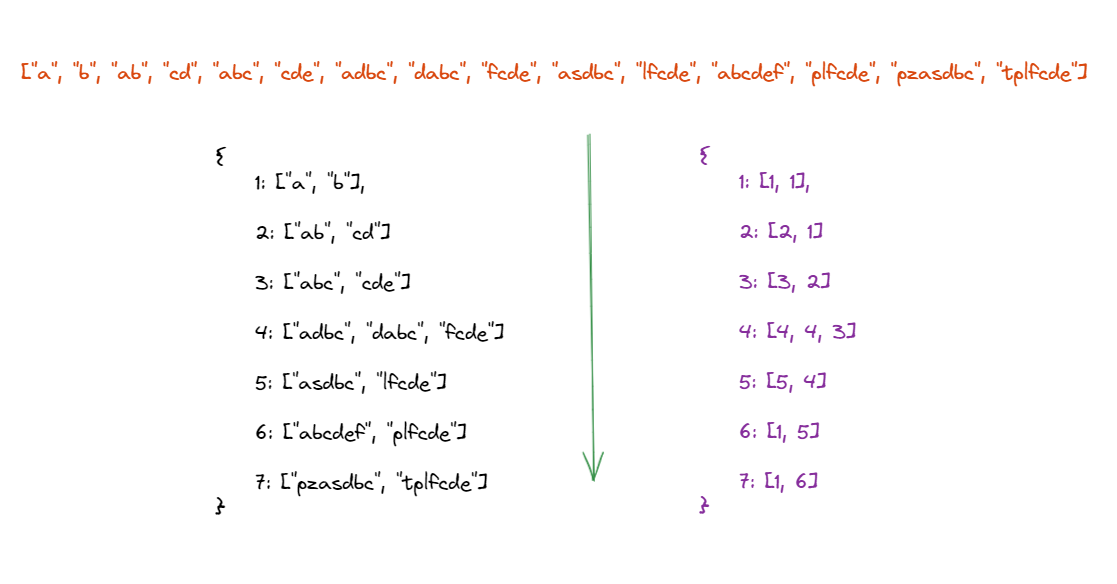 ["a", "b", "ab", "cd", "abc", "cde", "adbc", "dabc", "fcde", "asdbc", "lfcde", "abcdef", "plfcde", "pzasdbc", "tplfcde"]
{
1: ["a", "b"],
2: ["ab", "cd"]
3: ["abc", "cde"]
4: ["adbc", "dabc", "fcde"]
5: ["asdbc", "lfcde"]
6: ["abcdef", "plfcde"]
7: ["pzasdbc", "tplfcde"]
}
{
1: [1, 1],
2: [2, 1]
3: [3, 2]
4: [4, 4, 3]
5: [5, 4]
6: [1, 5]
7: [1, 6]
}